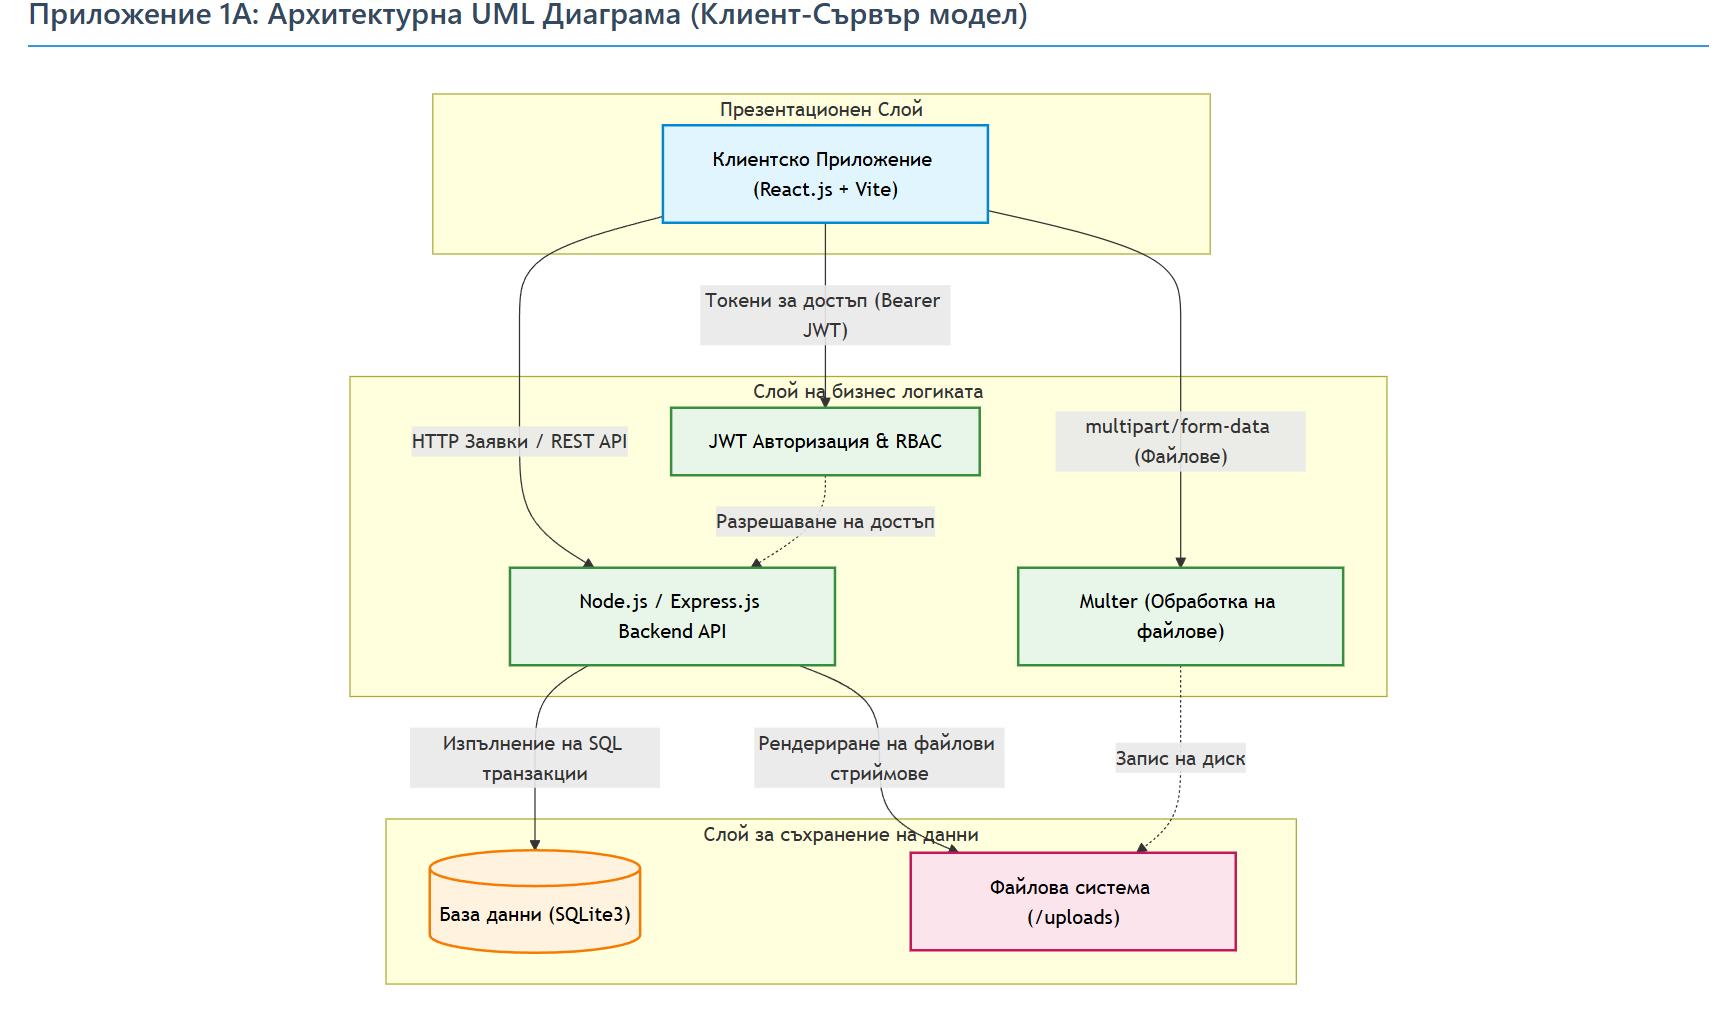 Приложение 1А: Архитектурна UML Диаграма (Клиент-Сървър модел)
Презентационен Слой
Клиентско Приложение
(React.js + Vite)
Токени за достъп (Bearer
JWT)
Слой на бизнес логиката
HTTP Заявки / REST API
JWT Авторизация & RBAC
multipart/form-data
(Файлове)
Разрешаване на достъп
Node.js / Express.js
Backend API
Multer (Обработка на
файлове)
Изпълнение на SQL
транзакции
Рендериране на файлови
стриймове
Запис на диск
Слой за съхранение на данни
База данни (SQLite3)
Файлова система
(/uploads)